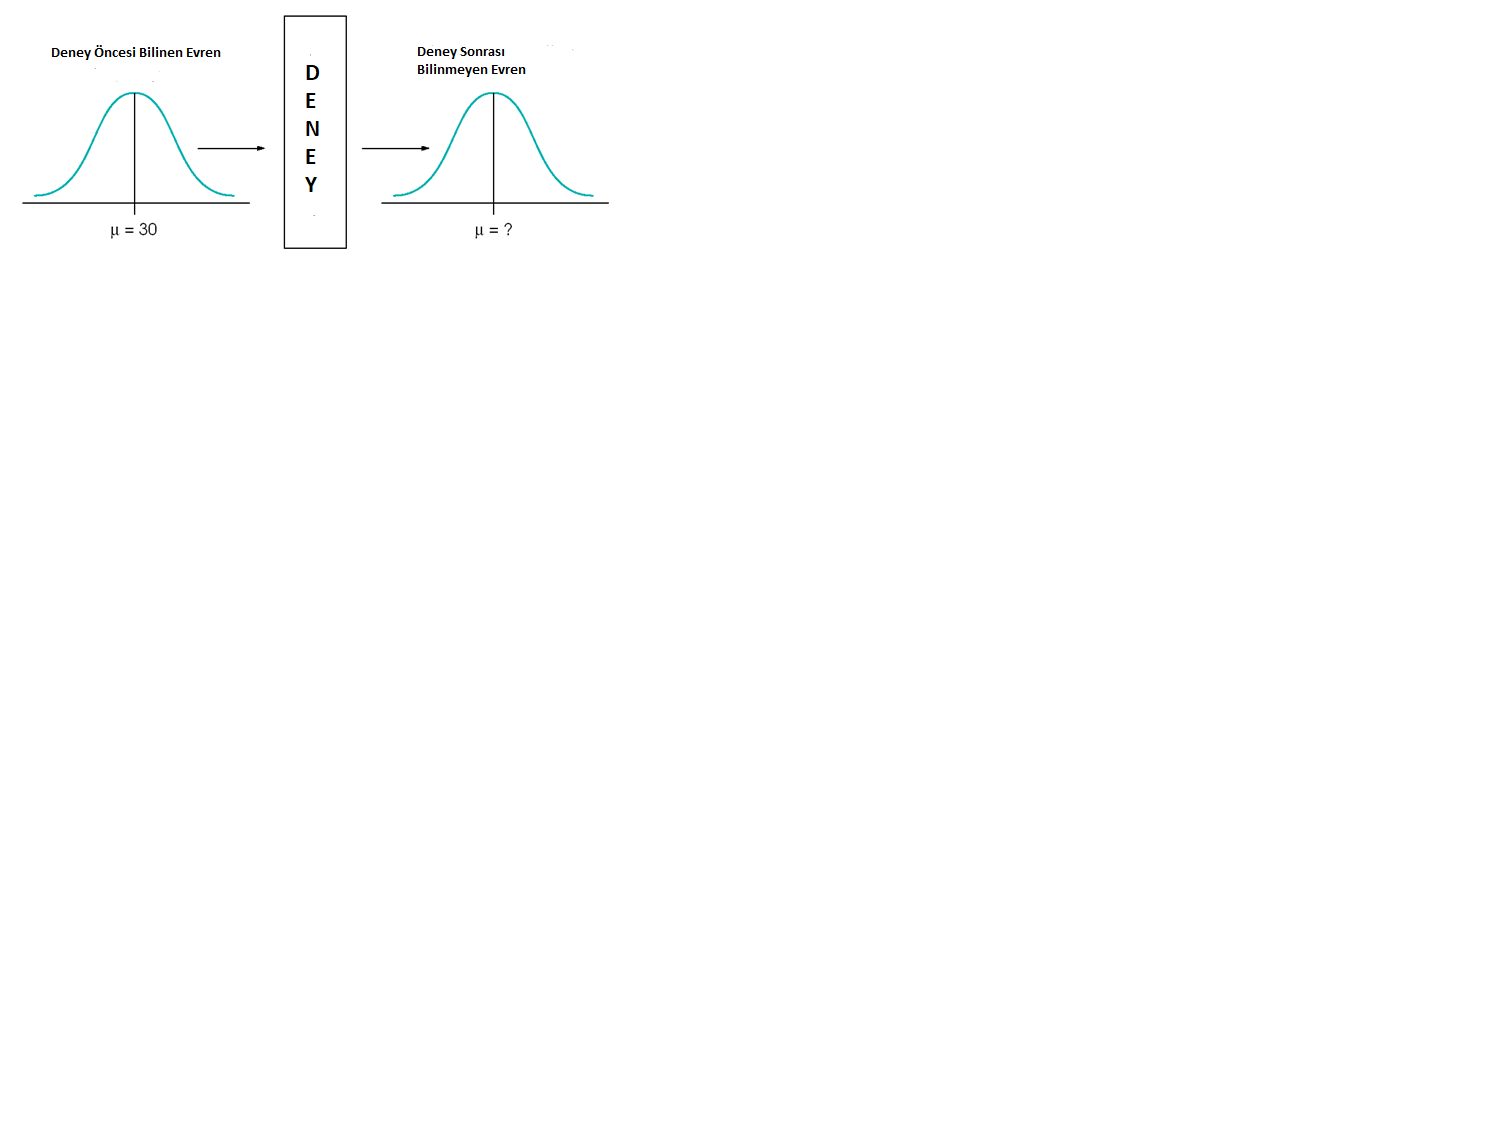 Deney Öncesi Bilinen Evren
μ = 30
D
E
N
E
Y
Deney Sonrası
Bilinmeyen Evren
μ = ?